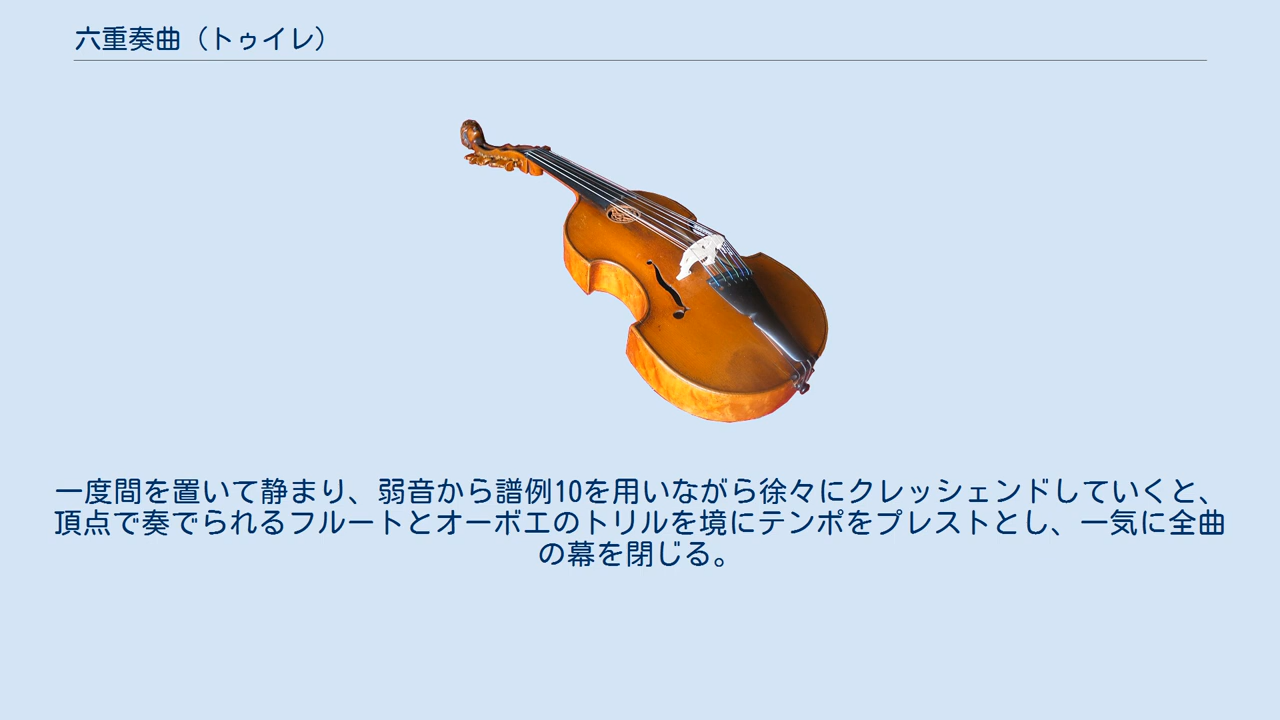 六重奏曲（トゥイレ）
一度間を置いて静まり、弱音から譜例10を用いながら徐々にクレッシェンドしていくと、
頂点で奏でられるフルートとオーボエのトリルを境にテンポをプレストとし、一気に全曲
の幕を閉じる。